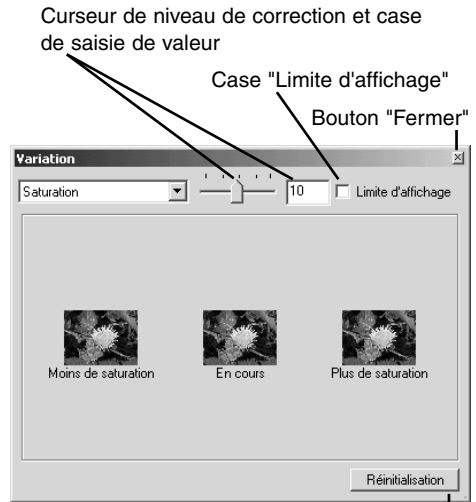 Curseur de niveau de correction et case
de saisie de valeur
Case "Limite d'affichage"
Bouton "Fermer"
Variation
Saturation 10 Limite d'affichage
Moins de saturation En cours Plus de saturation
Réinitialisation